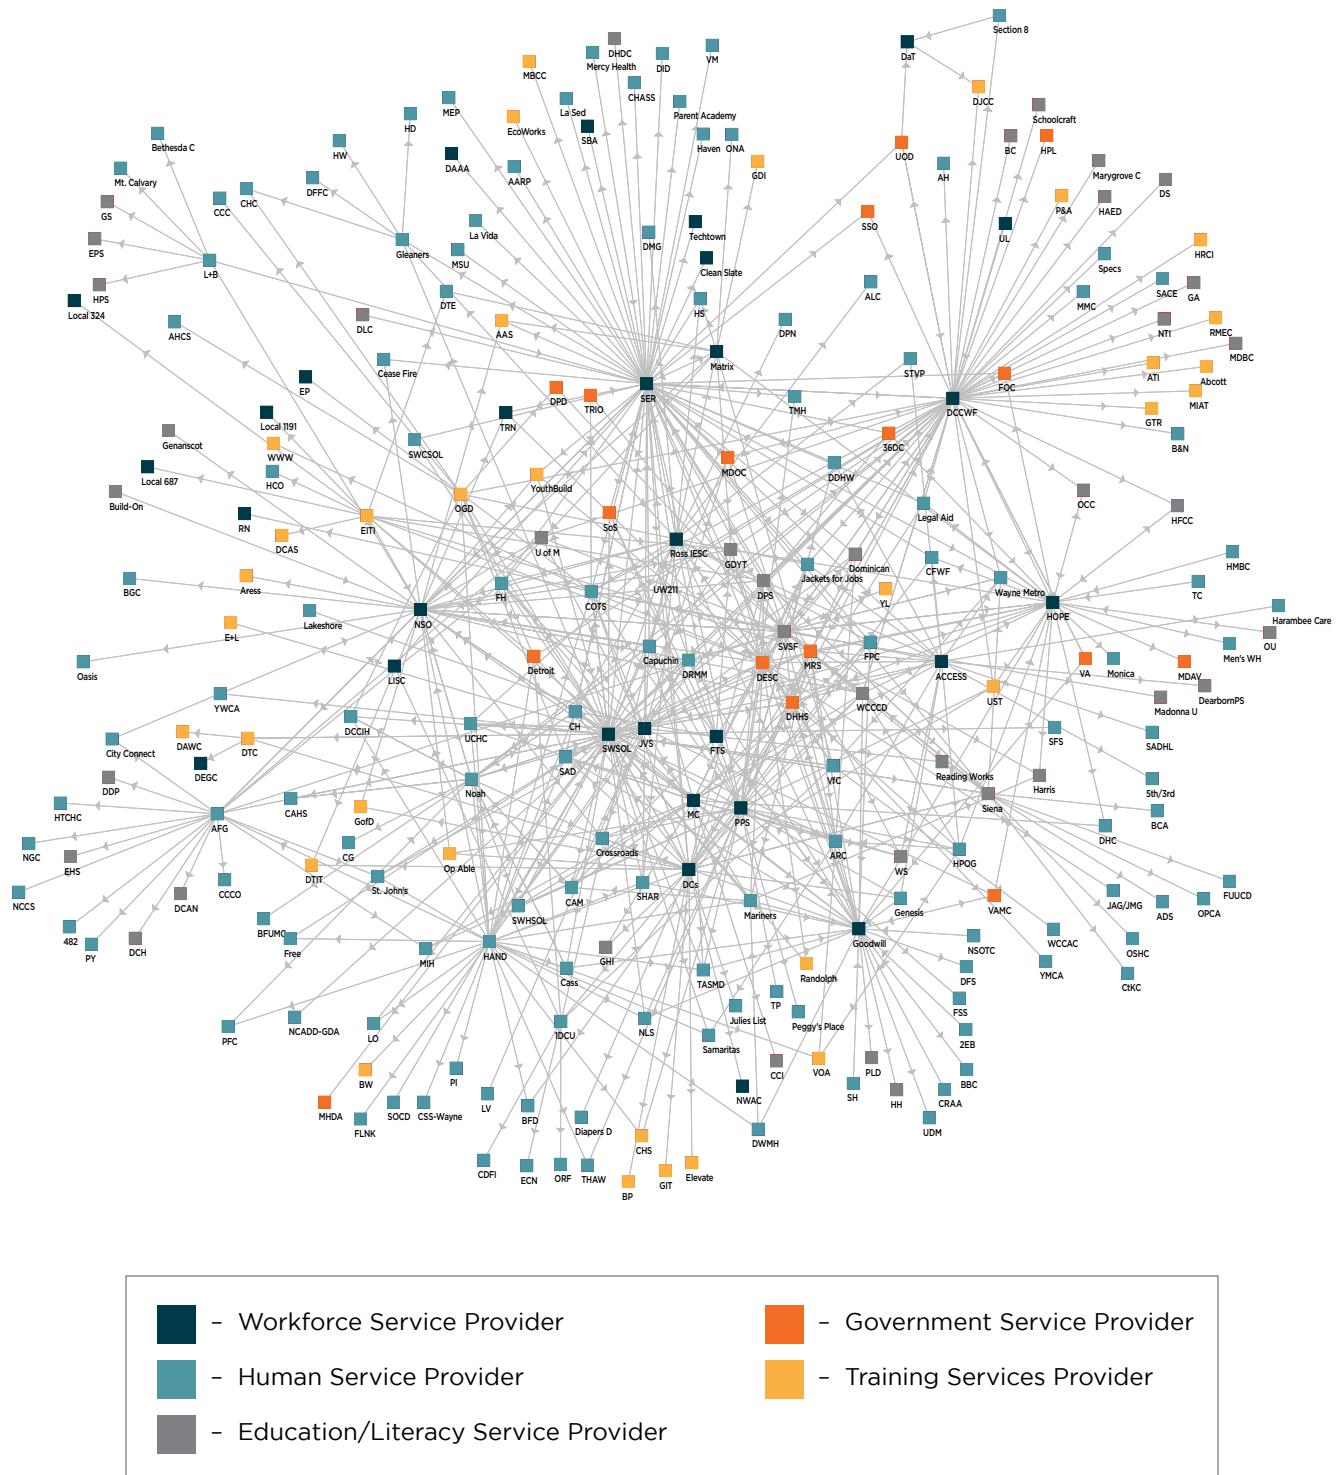 Section 8
DaT
DHDC
Mercy Health
DID
VM
MBCC
CHASS
DJCC
MEP
La Sed
Parent Academy
Schoolcraft
HD
EcoWorks
SBA
Haven
ONA
UOD
BC
HPL
Bethesda C
HW
DAAA
AARP
GDI
AH
Marygrove C
Mt. Calvary
DFFC
CHC
CCC
P&A
HAED
DS
GS
La Vida
Techtown
SSO
UL
EPS
L+B
Gleaners
MSU
DMG
Clean Slate
Specs
HRCI
HPS
DTE
HS
ALC
MMC
SACE
GA
Local 324
AHCS
DLC
AAS
DPN
NTI
RMEC
Cease Fire
Matrix
STVP
MDBC
EP
SER
DPD
TRIO
TMH
DCCWF
FOC
ATI
Abcott
MIAT
Local 1191
TRN
GTR
Genanscot
WWW
SWCSOL
36DC
B&N
Local 687
HCO
YouthBuild
MDOC
DDHW
Build-On
RN
OGD
SoS
Legal Aid
OCC
HFCC
DCAS
EITI
U of M
Ross IESC
GDYT
Dominican
BGC
Aress
FH
COTS
UW211
DPS
Jackets for Jobs
CFWF
YL
Wayne Metro
HMBC
TC
E+L
Lakeshore
NSO
HOPE
Harambee Care
Oasis
LISC
Detroit
Capuchin
DRMM
SVSF
DESC
MRS
FPC
ACCESS
OU
Men's WH
VA
Monica
MDAV
YWCA
DearbornPS
Madonna U
UST
WCCCD
DHHS
City Connect
DAWC
DTC
DCCIH
UCHC
CH
SWSOL
JVS
FTS
SFS
SADHL
DEGC
SAD
VfC
Reading Works
Harris
DDP
Noah
5th/3rd
HTCHC
AFG
CAHS
GofD
MC
PPS
Siena
BCA
NGC
CG
Crossroads
ARC
DHC
EHS
Op Able
HPOG
WS
NCCS
CCCO
DTIT
St. John's
DCs
FUUCD
DCAN
CAM
SHAR
Mariners
Genesis
VAMC
JAG/JMG
ADS
OPCA
482
PY
DCH
BFUMC
Free
SWHSOL
Goodwill
NSOTC
WCCAC
OSHC
MIH
HAND
GHI
YMCA
CtKC
Cass
TASMD
Randolph
DFS
PFC
NCADD-GDA
LO
1DCU
NLS
Julies List
TP
Peggy's Place
FSS
Samaritas
2EB
BW
PI
CCI
VOA
PLD
MHDA
FLNK
SOCD
CSS-Wayne
LV
BFD
NWAC
SH
HH
BBC
CRAA
Diapers D
CHS
DWMH
UDM
CDFI
ECN
ORF
THAW
BP
GIT
Elevate
– Workforce Service Provider
– Government Service Provider
– Human Service Provider
– Training Services Provider
– Education/Literacy Service Provider